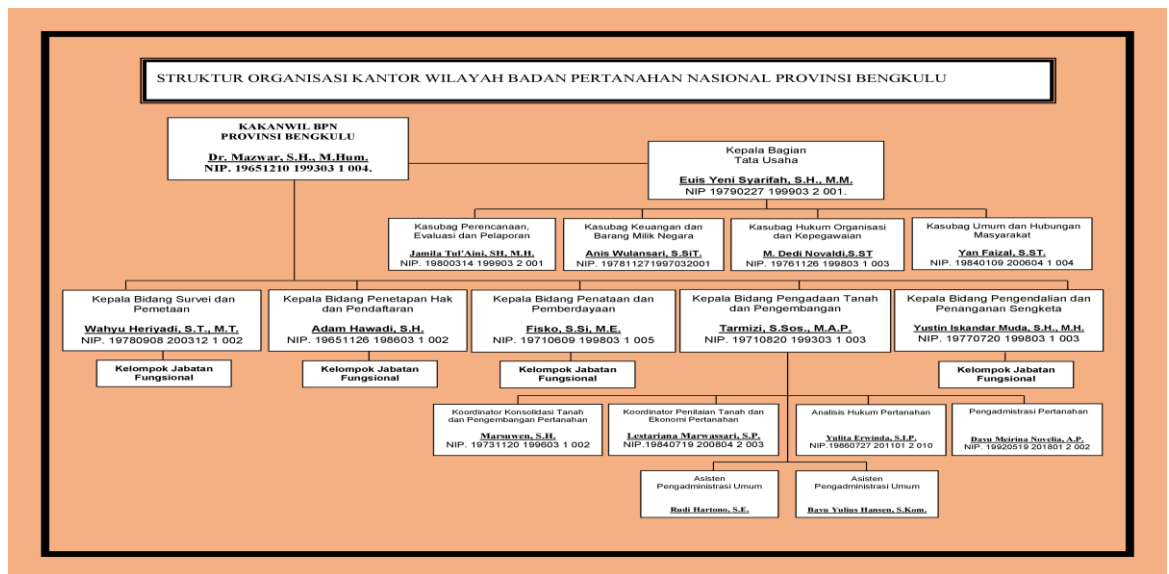 STRUKTUR ORGANISASI KANTOR WILAYAH BADAN PERTANAHAN NASIONAL PROVINSI BENGKULU
KAKANWIL BPN
PROVINSI BENGKULU
Dr. Mazwar, S.H., M.Hum.
NIP. 19651210 199303 1 004.
Kepala Bagian
Tata Usaha
Euis Yeni Syarifah, S.H., M.M.
NIP 19790227 199903 2 001.
Kasubag Perencanaan,
Evaluasi dan Pelaporan
Jamila Tul'Aini, SH, M.H.
NIP. 19800314 199903 2 001
Kasubag Keuangan dan
Barang Milik Negara
Anis Wulansari, S.SiT.
NIP. 197811271997032001
Kasubag Hukum Organisasi
dan Kepegawaian
M. Dedi Novaldi,S.ST
NIP. 19761126 199803 1 003
Kasubag Umum dan Hubungan
Masyarakat
Yan Faizal, S.ST.
NIP. 19840109 200604 1 004
Kepala Bidang Survei dan
Pemetaan
Wahyu Heriyadi, S.T., M.T.
NIP. 19780908 200312 1 002
Kepala Bidang Penetapan Hak
dan Pendaftaran
Adam Hawadi, S.H.
NIP. 19651126 198603 1 002
Kepala Bidang Penataan dan
Pemberdayaan
Fisko, S.Si, M.E.
NIP. 19710609 199803 1 005
Kepala Bidang Pengadaan Tanah
dan Pengembangan
Tarmizi, S.Sos., M.A.P.
NIP. 19710820 199303 1 003
Kepala Bidang Pengendalian dan
Penanganan Sengketa
Yustin Iskandar Muda, S.H., M.H.
NIP. 19770720 199803 1 003
Kelompok Jabatan
Fungsional
Kelompok Jabatan
Fungsional
Kelompok Jabatan
Fungsional
Kelompok Jabatan
Fungsional
Koordinator Konsolidasi Tanah
dan Pengembangan Pertanahan
Marsuwen, S.H.
NIP. 19731120 199603 1 002
Koordinator Penilaian Tanah dan
Ekonomi Pertanahan
Lestariana Marwassari, S.P.
NIP.19840719 200804 2 003
Analisis Hukum Pertanahan
Yulita Erwinda, S.I.P.
NIP.19860727 201101 2 010
Pengadmistrasi Pertanahan
Dayu Meirina Novelia, A.P.
NIP. 19920519 201801 2 002
Asisten
Pengadministrasi Umum
Rudi Hartono, S.E.
Asisten
Pengadministrasi Umum
Bayu Yulius Hansen, S.Kom.